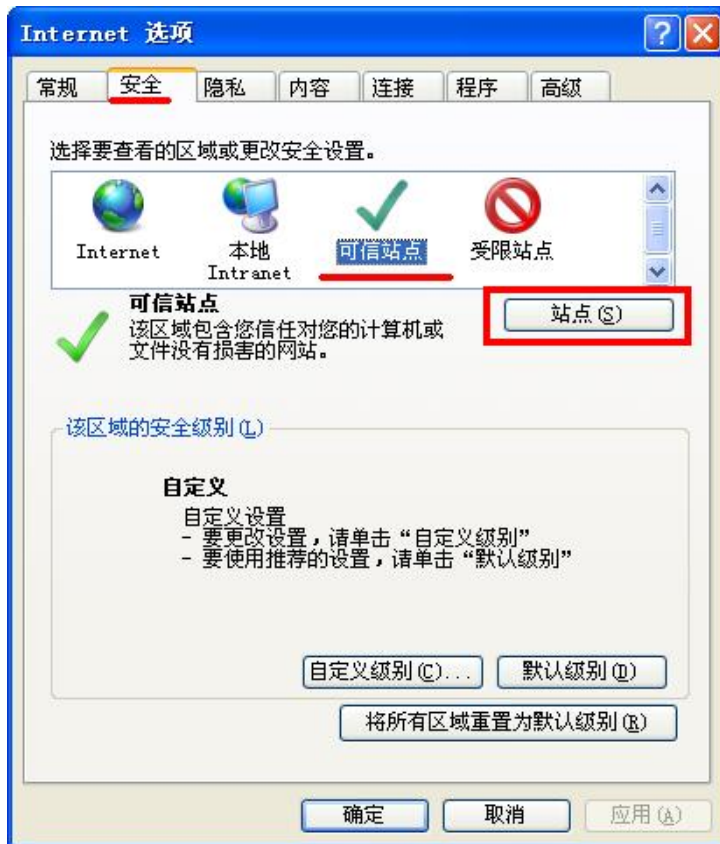 Internet 选项
常规 安全 隐私 内容 连接 程序 高级
选择要查看的区域或更改安全设置。
Internet 本地 Intranet 可信站点 受限站点
可信站点
该区域包含您信任对您的计算机或
文件没有损害的网站。
站点(S)
该区域的安全级别(L)
自定义
自定义设置
- 要更改设置，请单击“自定义级别”
- 要使用推荐的设置，请单击“默认级别”
自定义级别(C)... 默认级别(D)
将所有区域重置为默认级别(R)
确定 取消 应用(A)